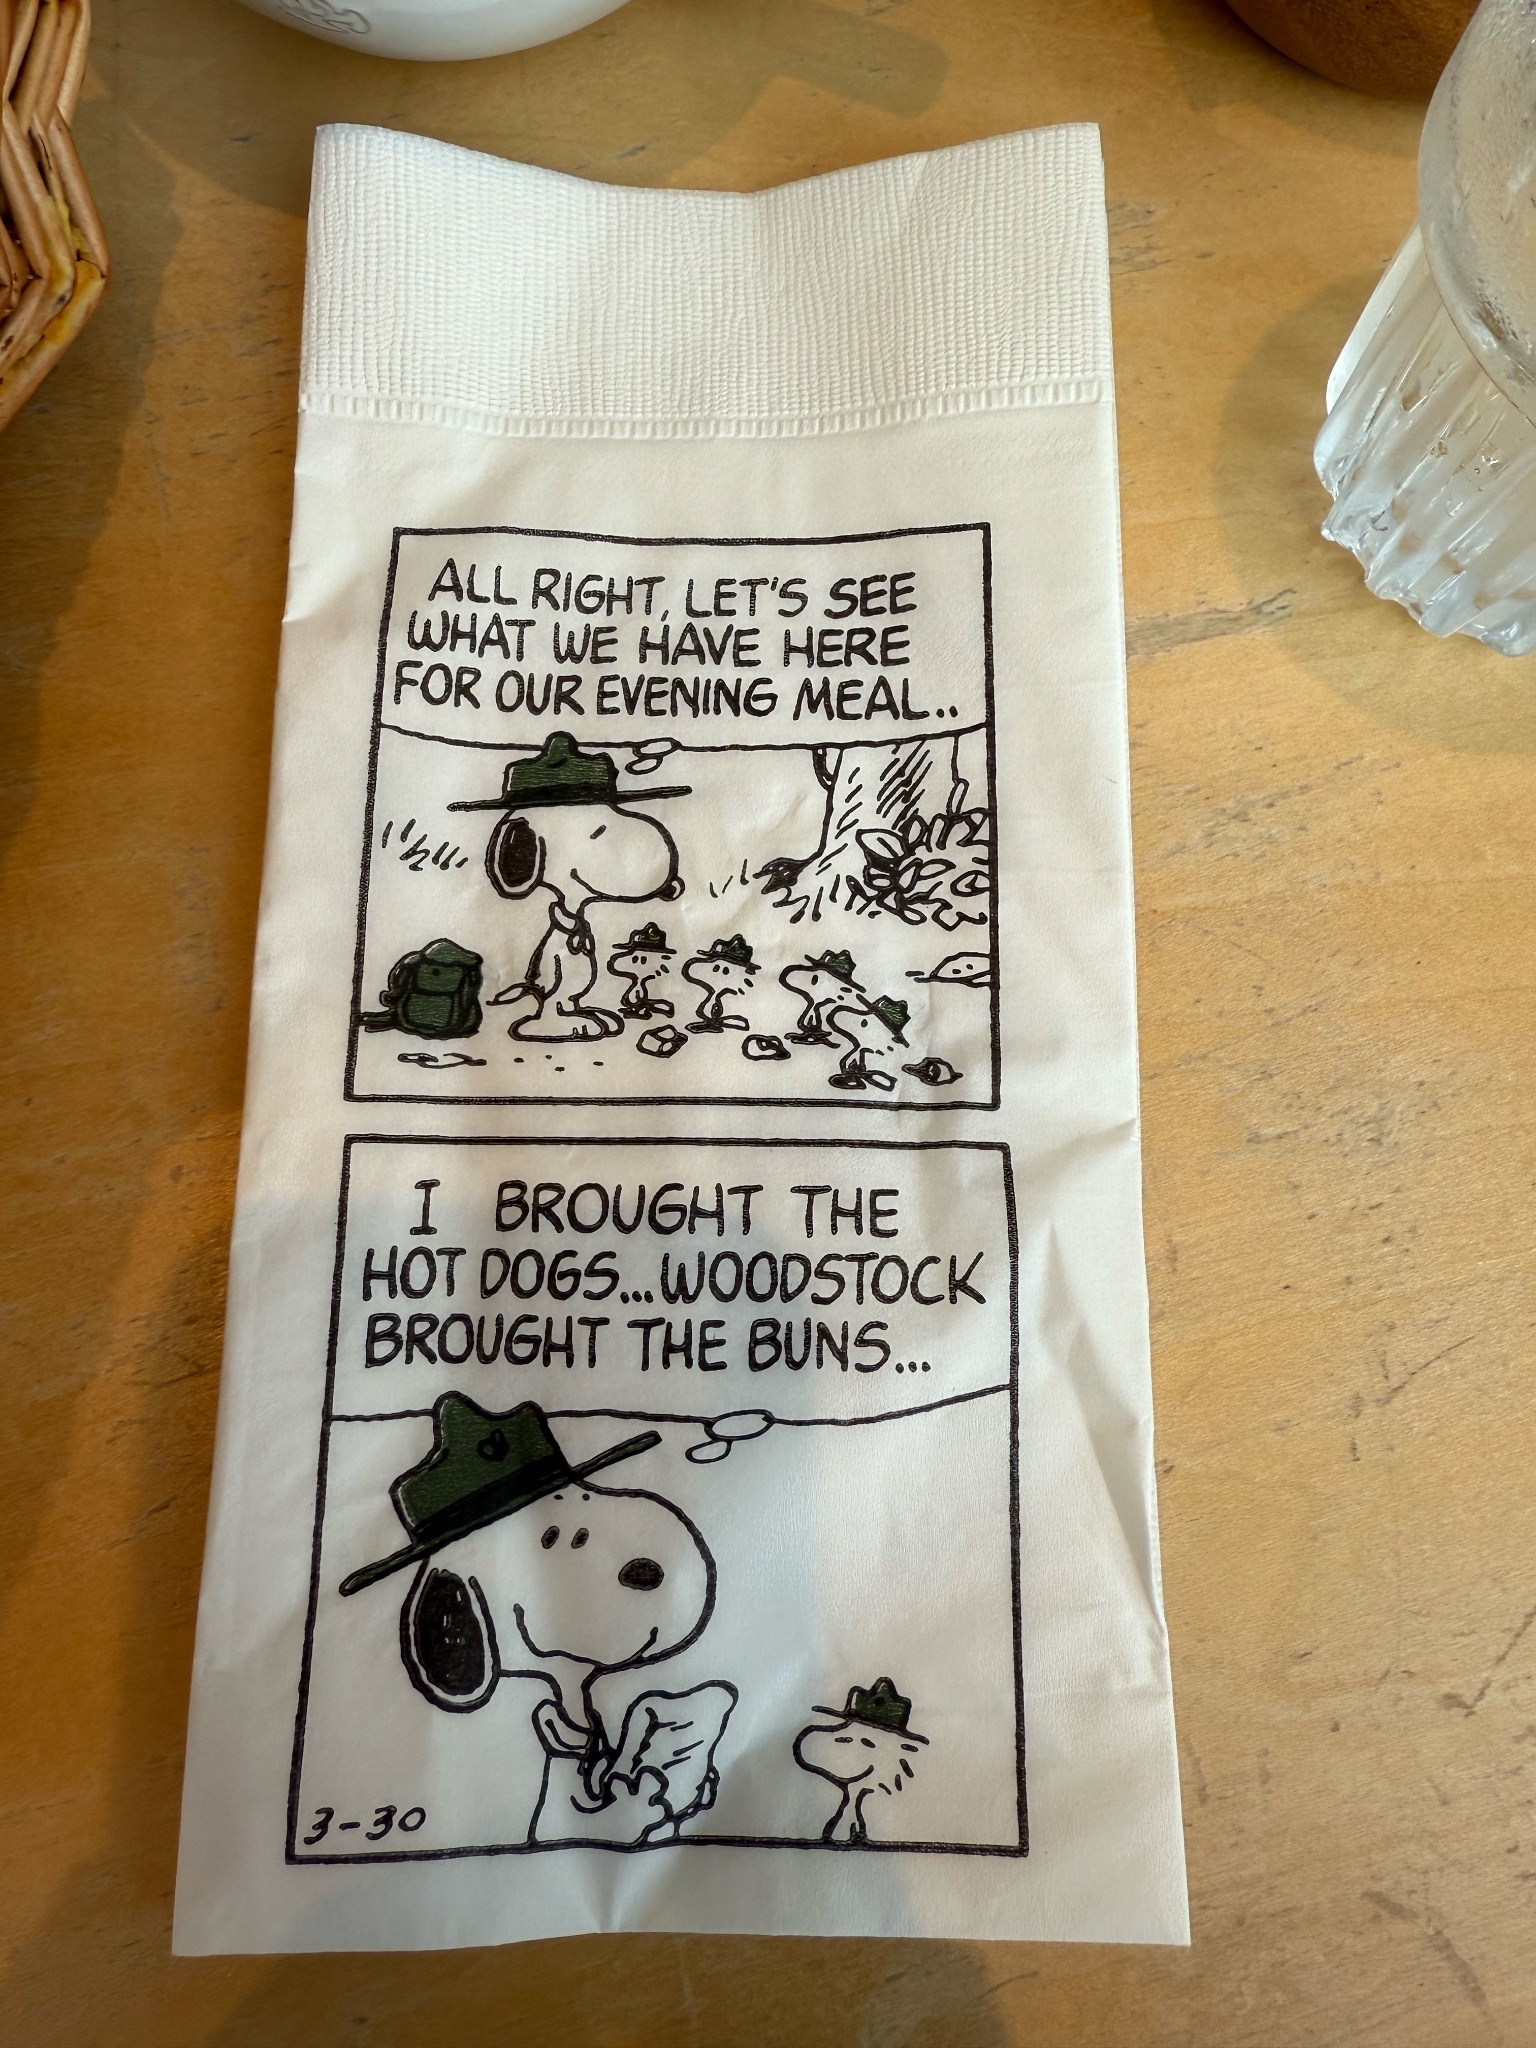 ALL RIGHT, LET'S SEE
WHAT WE HAVE HERE
FOR OUR EVENING MEAL..
I BROUGHT THE
HOT DOGS...WOODSTOCK
BROUGHT THE BUNS...
3-30